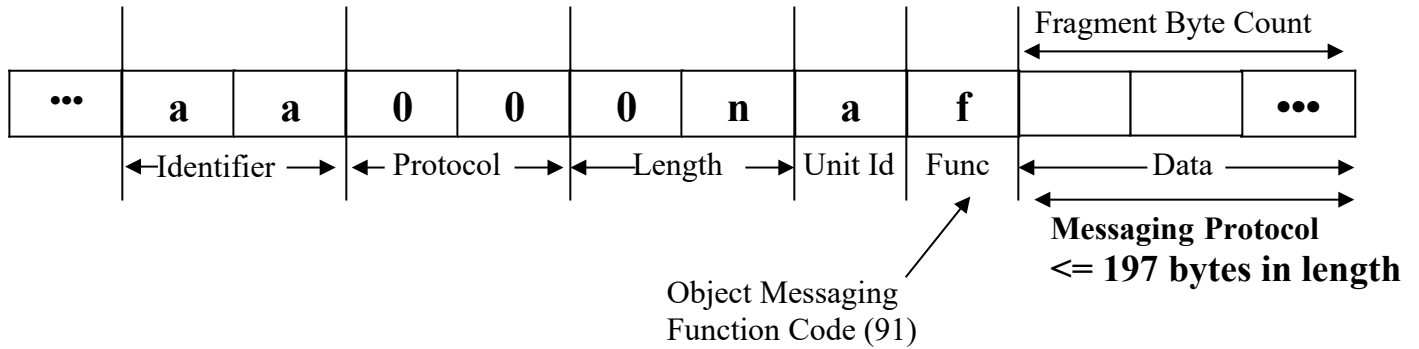 Fragment Byte Count
••• a a 0 0 0 n a f •••
Identifier Protocol Length Unit Id Func Data
Messaging Protocol
<= 197 bytes in length
Object Messaging
Function Code (91)